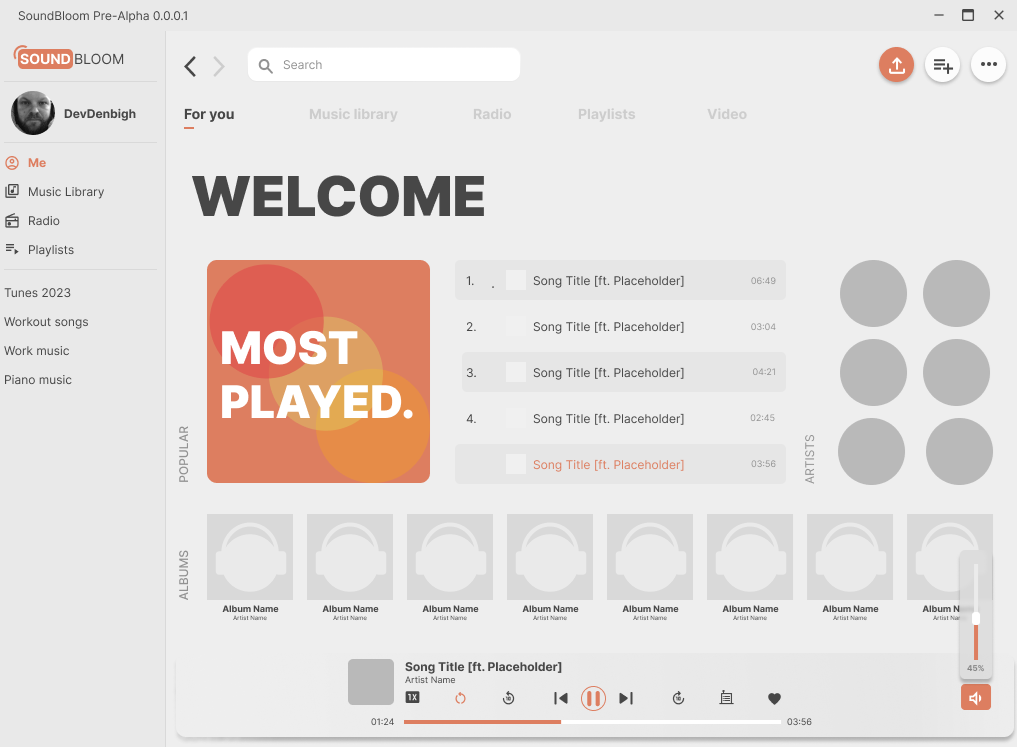 SoundBloom Pre-Alpha 0.0.0.1
SOUNDBLOOM
Search
DevDenbigh
For you
Music library
Radio
Playlists
Video
Me
Music Library
Radio
Playlists
Tunes 2023
Workout songs
Work music
Piano music
WELCOME
POPULAR
MOST
PLAYED.
1. . Song Title [ft. Placeholder] 06:49
2. Song Title [ft. Placeholder] 03:04
3. Song Title [ft. Placeholder] 04:21
4. Song Title [ft. Placeholder] 02:45
Song Title [ft. Placeholder] 03:56
ARTISTS
ALBUMS
Album Name
Artist Name
Album Name
Artist Name
Album Name
Artist Name
Album Name
Artist Name
Album Name
Artist Name
Album Name
Artist Name
Album Name
Artist Name
Album N
Artist Name
45%
Song Title [ft. Placeholder]
Artist Name
1X
01:24
03:56